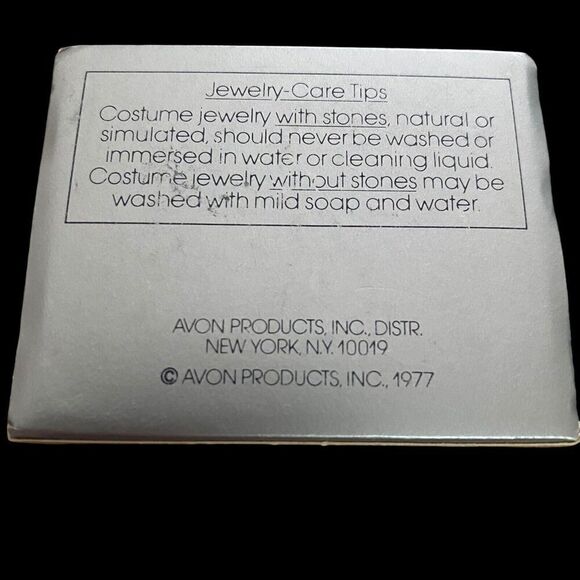 Jewelry-Care Tips
Costume jewelry with stones, natural or
simulated, should never be washed or
immersed in water or cleaning liquid.
Costume jewelry without stones may be
washed with mild soap and water.
AVON PRODUCTS, INC., DISTR.
NEW YORK, N.Y. 10019
© AVON PRODUCTS, INC., 1977